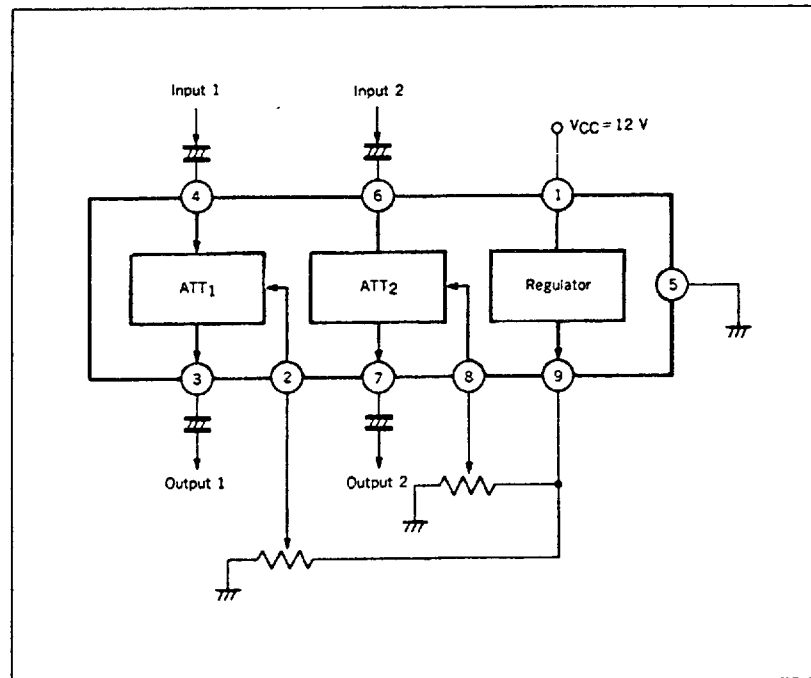 Input 1
Input 2
VCC = 12 V
4
6
1
ATT1
ATT2
Regulator
5
3
2
7
8
9
Output 1
Output 2